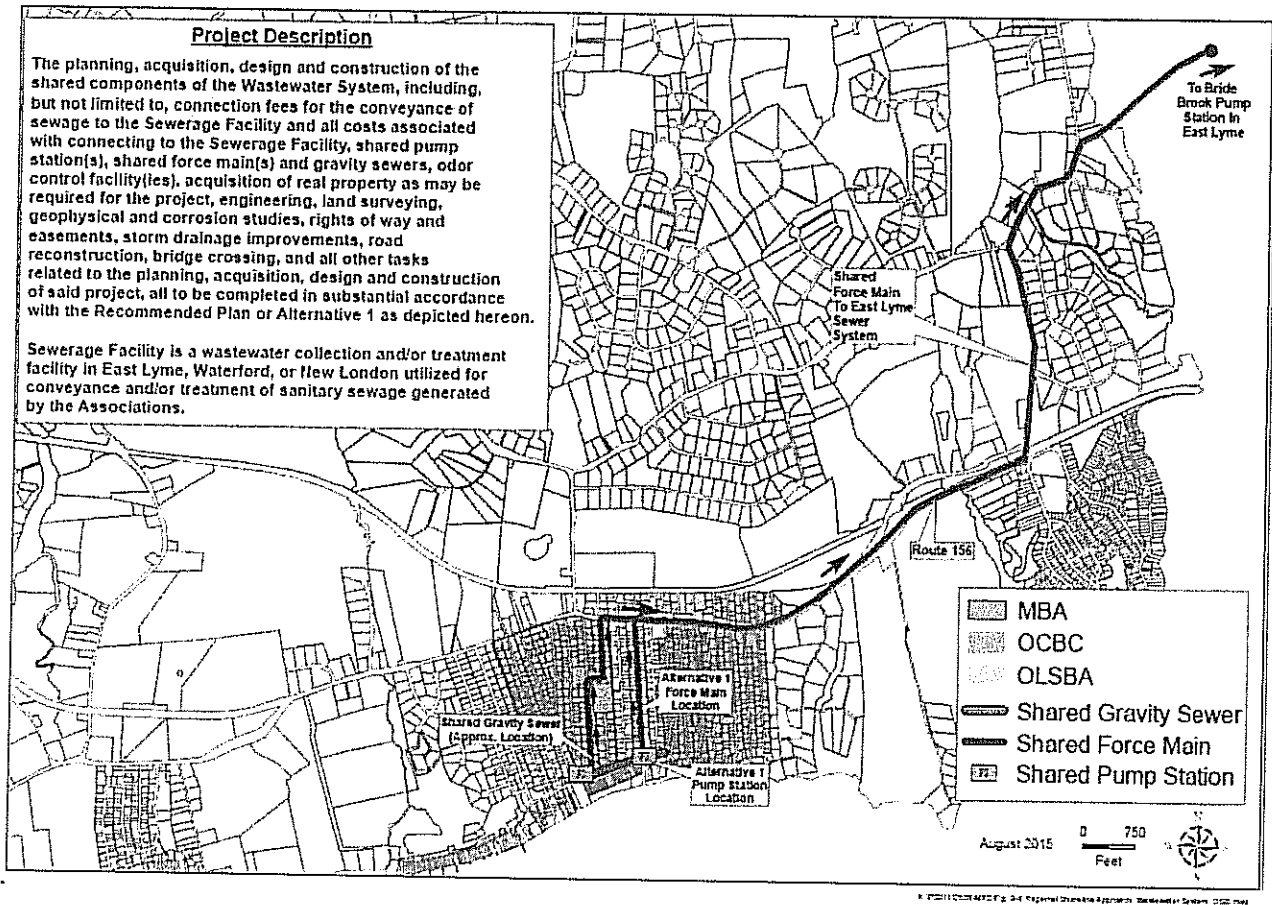 Project Description
The planning, acquisition, design and construction of the
shared components of the Wastewater System, including,
but not limited to, connection fees for the conveyance of
sewage to the Sewerage Facility and all costs associated
with connecting to the Sewerage Facility, shared pump
station(s), shared force main(s) and gravity sewers, odor
control facility(ies), acquisition of real property as may be
required for the project, engineering, land surveying,
geophysical and corrosion studies, rights of way and
easements, storm drainage improvements, road
reconstruction, bridge crossing, and all other tasks
related to the planning, acquisition, design and construction
of said project, all to be completed in substantial accordance
with the Recommended Plan or Alternative 1 as depicted hereon.
Sewerage Facility is a wastewater collection and/or treatment
facility in East Lyme, Waterford, or New London utilized for
conveyance and/or treatment of sanitary sewage generated
by the Associations.
To Bride
Brook Pump
Station In
East Lyme
Shared
Force Main
To East Lyme
Sewer
System
Route 156
Alternative 1
Force Main
Location
Shared Gravity Sewer
(Approx. Location)
PS
PS
Alternative 1
Pump Station
Location
MBA
OCBC
OLSBA
Shared Gravity Sewer
Shared Force Main
PS Shared Pump Station
August 2015
0 750
Feet
N